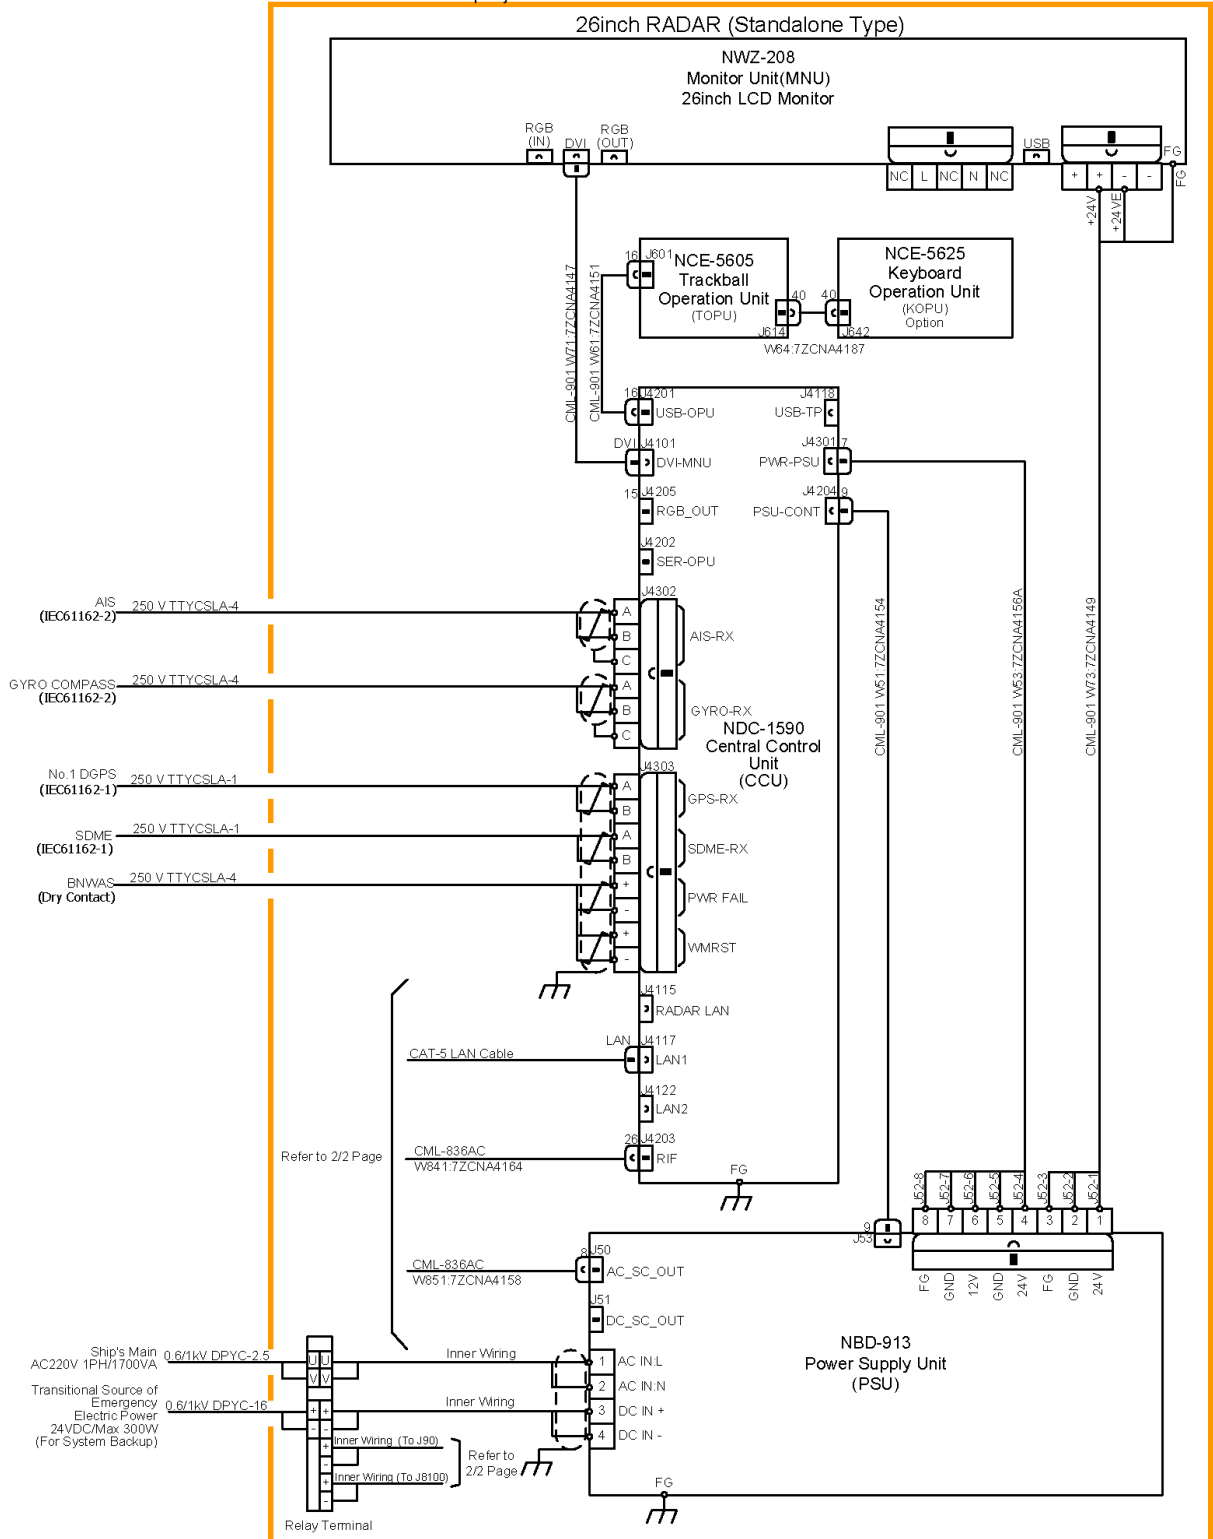 26inch RADAR (Standalone Type)
NWZ-208
Monitor Unit(MNU)
26inch LCD Monitor
RGB
(IN)
DVI
RGB
(OUT)
USB
FG
NC L NC N NC
+ + - -
FG
+24V
+24VE
CML-901 W71:7ZCNA4147
CML-901 W61:7ZCNA4151
16 J601
NCE-5605
Trackball
Operation Unit
(TOPU)
40
J614
NCE-5625
Keyboard
Operation Unit
(KOPU)
Option
40
J642
W64:7ZCNA4187
16 J4201
USB-OPU
J4118
USB-TP
DVI J4101
DVI-MNU
J4301 7
PWR-PSU
15 J4205
RGB_OUT
J4204 9
PSU-CONT
J4202
SER-OPU
J4302
AIS
(IEC61162-2)
250 V TTYCSLA-4
A
B
C
AIS-RX
GYRO COMPASS
(IEC61162-2)
250 V TTYCSLA-4
A
B
C
GYRO-RX
NDC-1590
Central Control
Unit
(CCU)
CML-901 W51:7ZCNA4154
CML-901 W53:7ZCNA4156A
CML-901 W73:7ZCNA4149
J4303
No.1 DGPS
(IEC61162-1)
250 V TTYCSLA-1
A
B
GPS-RX
SDME
(IEC61162-1)
250 V TTYCSLA-1
A
B
SDME-RX
BNWAS
(Dry Contact)
250 V TTYCSLA-4
+
-
PWR FAIL
+
-
WMRST
J4115
RADAR LAN
CAT-5 LAN Cable
LAN J4117
LAN1
J4122
LAN2
Refer to 2/2 Page
CML-836AC
W841:7ZCNA4164
26 J4203
RIF
FG
J52-8
J52-7
J52-6
J52-5
J52-4
J52-3
J52-2
J52-1
8 7 6 5 4 3 2 1
9
J53
FG
GND
12V
GND
24V
FG
GND
24V
CML-836AC
W851:7ZCNA4158
8 J50
AC_SC_OUT
J51
DC_SC_OUT
NBD-913
Power Supply Unit
(PSU)
Ship's Main
AC220V 1PH/1700VA
0.6/1kV DPYC-2.5
U U
V V
Inner Wiring
1 AC IN:L
2 AC IN:N
Transitional Source of
Emergency
Electric Power
24VDC/Max 300W
(For System Backup)
0.6/1kV DPYC-16
+ +
- -
Inner Wiring
3 DC IN +
4 DC IN -
+ Inner Wiring (To J90)
-
+ Inner Wiring (To J8100)
-
Refer to
2/2 Page
FG
Relay Terminal